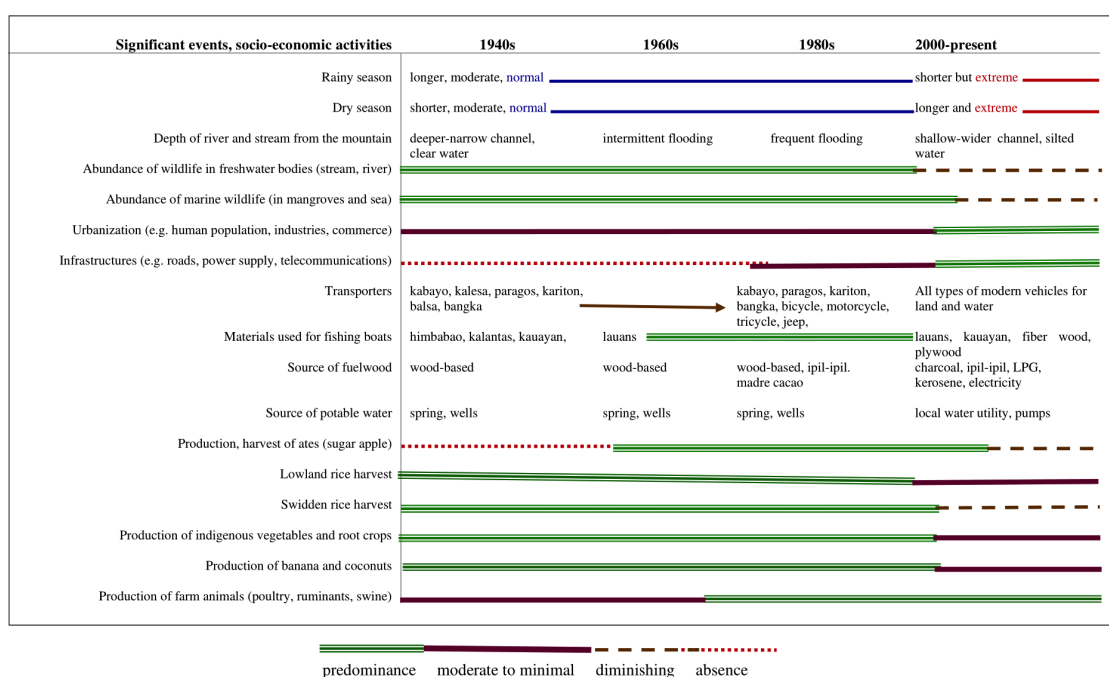 Significant events, socio-economic activities 1940s 1960s 1980s 2000-present
Rainy season longer, moderate, normal shorter but extreme
Dry season shorter, moderate, normal longer and extreme
Depth of river and stream from the mountain deeper-narrow channel, intermittent flooding frequent flooding shallow-wider channel, silted
clear water water
Abundance of wildlife in freshwater bodies (stream, river)
Abundance of marine wildlife (in mangroves and sea)
Urbanization (e.g. human population, industries, commerce)
Infrastructures (e.g. roads, power supply, telecommunications)
Transporters kabayo, kalesa, paragos, kariton, kabayo, paragos, kariton, All types of modern vehicles for
balsa, bangka bangka, bicycle, motorcycle, land and water
tricycle, jeep,
Materials used for fishing boats himbabao, kalantas, kauayan, lauans lauans, kauayan, fiber wood,
plywood
Source of fuelwood wood-based wood-based wood-based, ipil-ipil. charcoal, ipil-ipil, LPG,
madre cacao kerosene, electricity
Source of potable water spring, wells spring, wells spring, wells local water utility, pumps
Production, harvest of ates (sugar apple)
Lowland rice harvest
Swidden rice harvest
Production of indigenous vegetables and root crops
Production of banana and coconuts
Production of farm animals (poultry, ruminants, swine)
predominance moderate to minimal diminishing absence